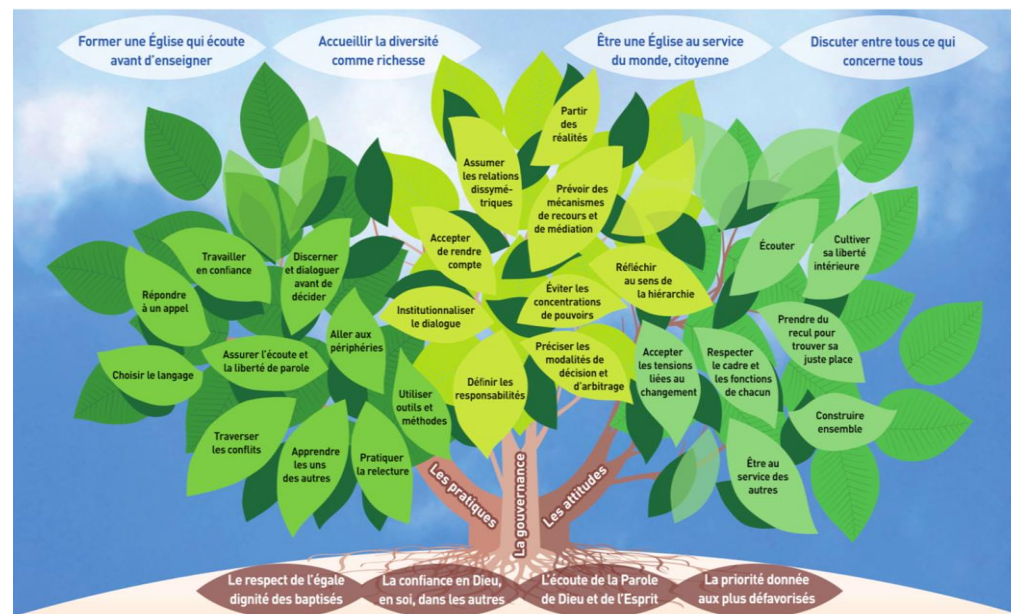 Former une Église qui écoute
avant d'enseigner
Accueillir la diversité
comme richesse
Être une Église au service
du monde, citoyenne
Discuter entre tous ce qui
concerne tous
Travailler
en confiance
Discerner
et dialoguer
avant de
décider
Répondre
à un appel
Aller aux
périphéries
Assurer l'écoute et
la liberté de parole
Choisir le langage
Utiliser
outils et
méthodes
Traverser
les conflits
Apprendre
les uns
des autres
Pratiquer
la relecture
Les pratiques
Partir
des
réalités
Assumer
les relations
dissymé-
triques
Prévoir des
mécanismes
de recours et
de médiation
Accepter
de rendre
compte
Réfléchir
au sens de
la hiérarchie
Institutionnaliser
le dialogue
Éviter les
concentrations
de pouvoirs
Préciser les
modalités de
décision et
d'arbitrage
Définir les
responsabilités
La gouvernance
Écouter
Cultiver
sa liberté
intérieure
Prendre du
recul pour
trouver sa
juste place
Accepter
les tensions
liées au
changement
Respecter
le cadre et
les fonctions
de chacun
Construire
ensemble
Être au
service des
autres
Les attitudes
Le respect de l'égale
dignité des baptisés
La confiance en Dieu,
en soi, dans les autres
L'écoute de la Parole
de Dieu et de l'Esprit
La priorité donnée
aux plus défavorisés